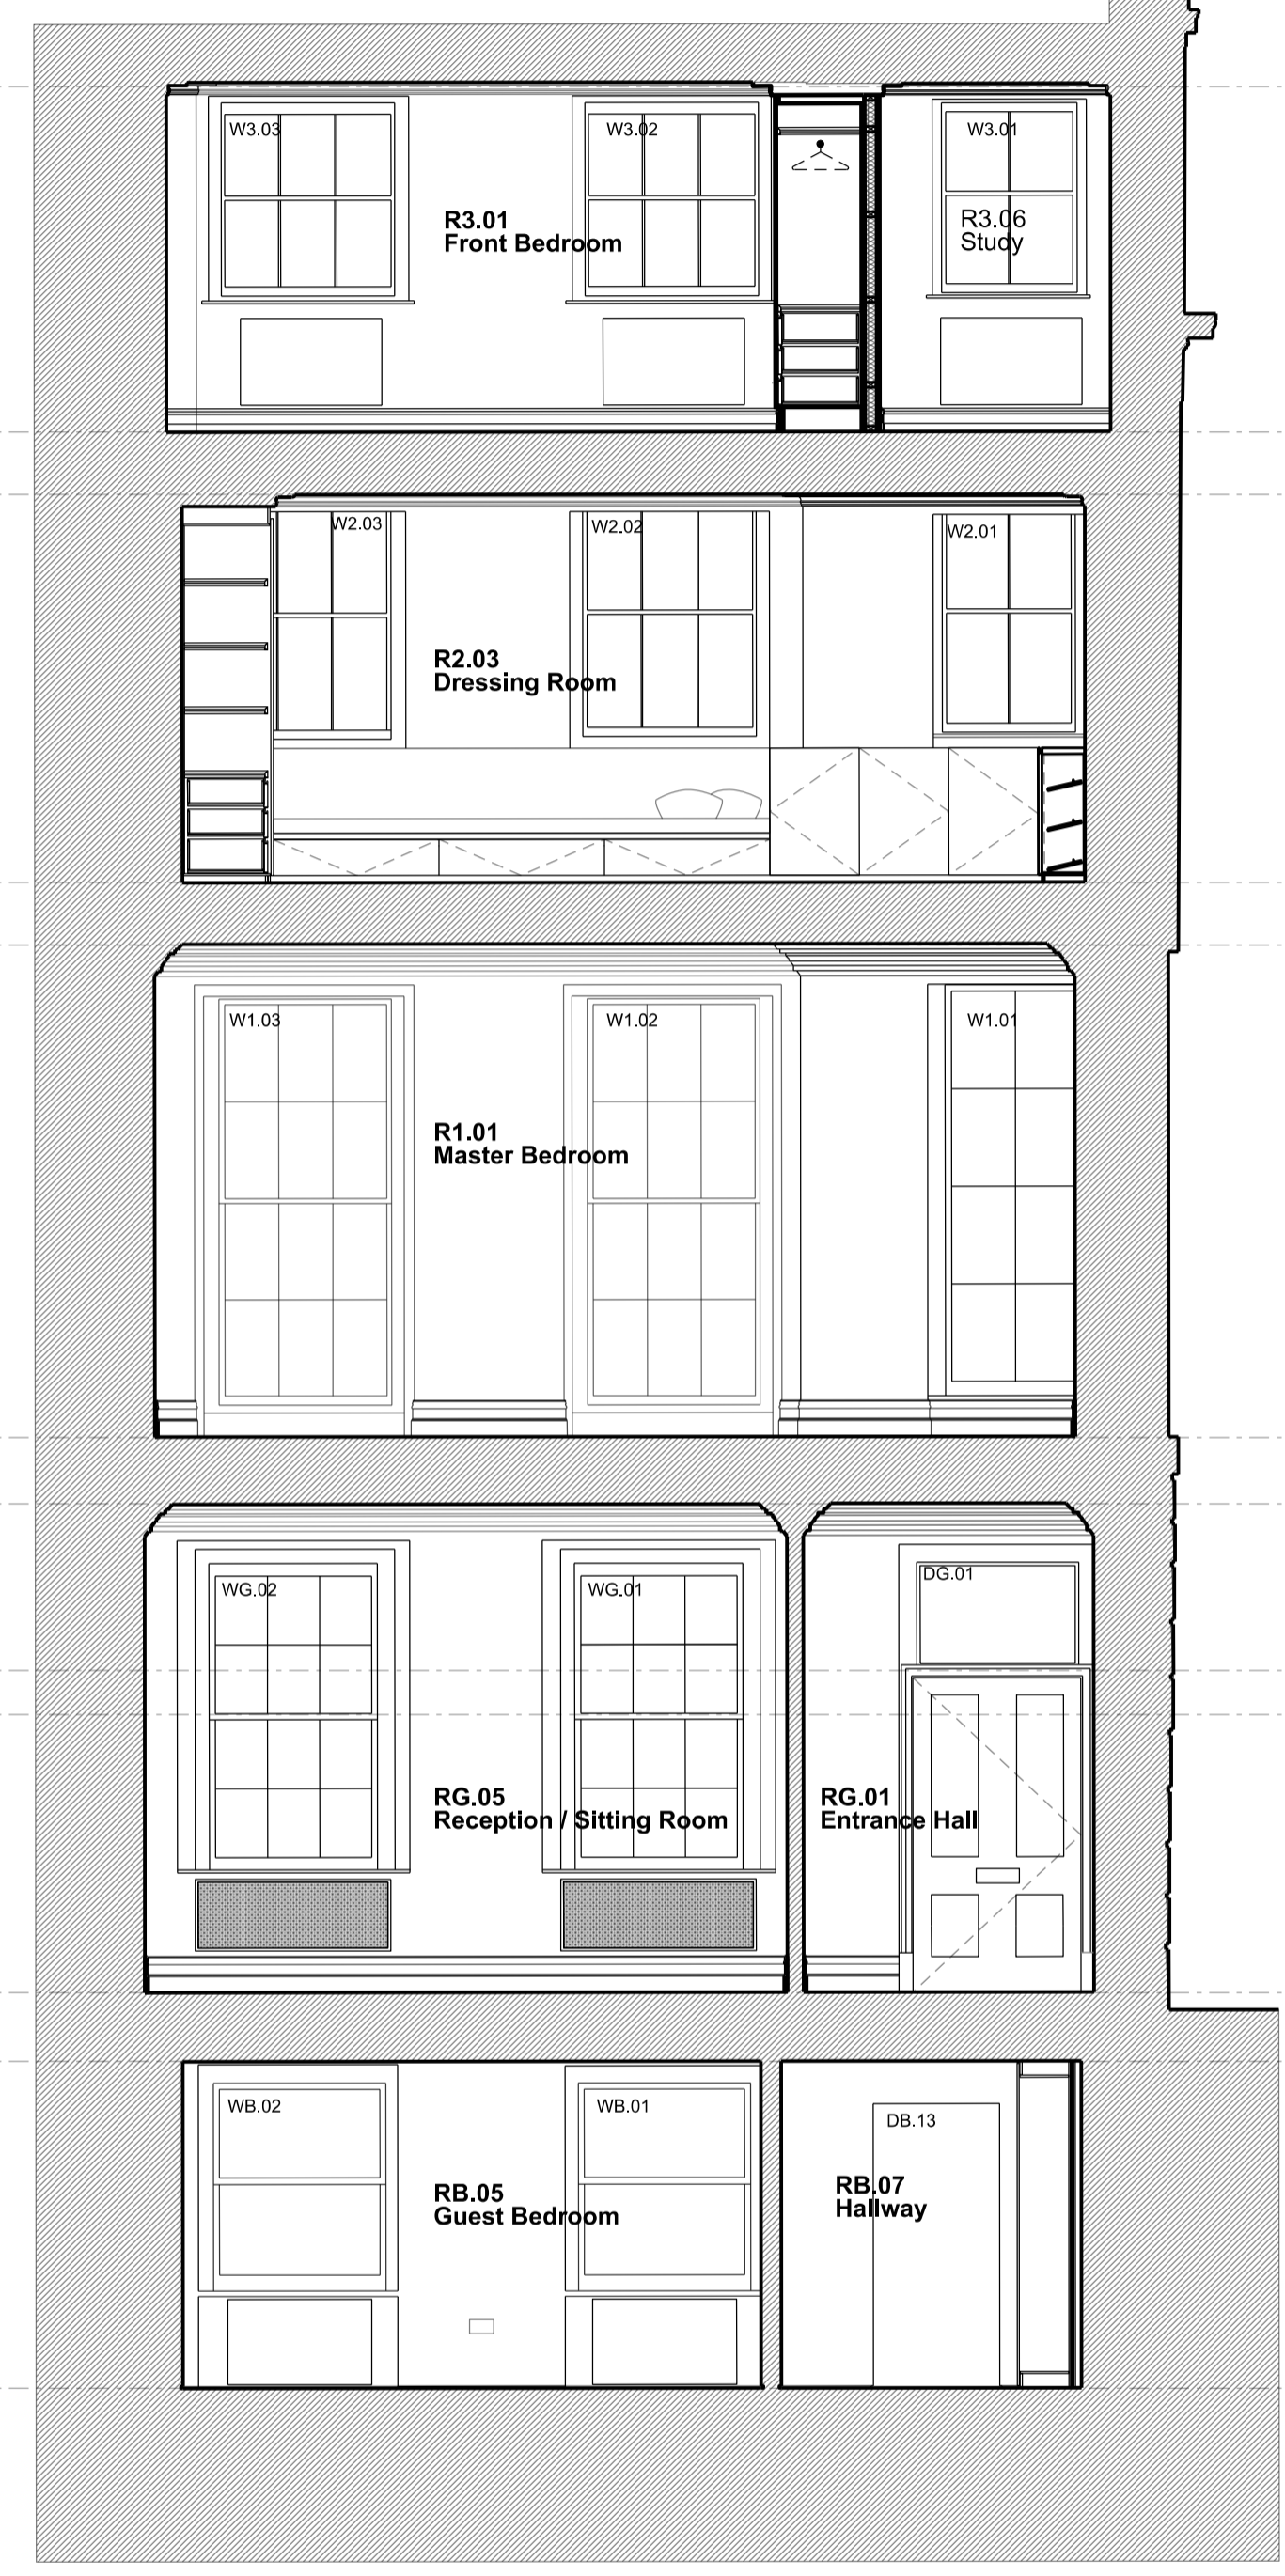 W3.03
W3.02
W3.01
R3.01
Front Bedroom
R3.06
Study
W2.03
W2.02
W2.01
R2.03
Dressing Room
W1.03
W1.02
W1.01
R1.01
Master Bedroom
WG.02
WG.01
DG.01
RG.05
Reception / Sitting Room
RG.01
Entrance Hall
WB.02
WB.01
DB.13
RB.05
Guest Bedroom
RB.07
Hallway